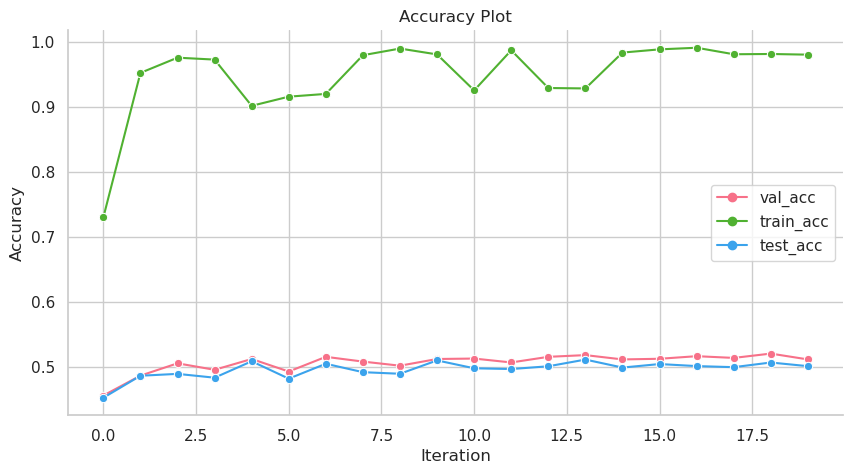 Accuracy Plot
1.0
0.9
0.8
0.7
0.6
0.5
Accuracy
val_acc
train_acc
test_acc
0.0 2.5 5.0 7.5 10.0 12.5 15.0 17.5
Iteration